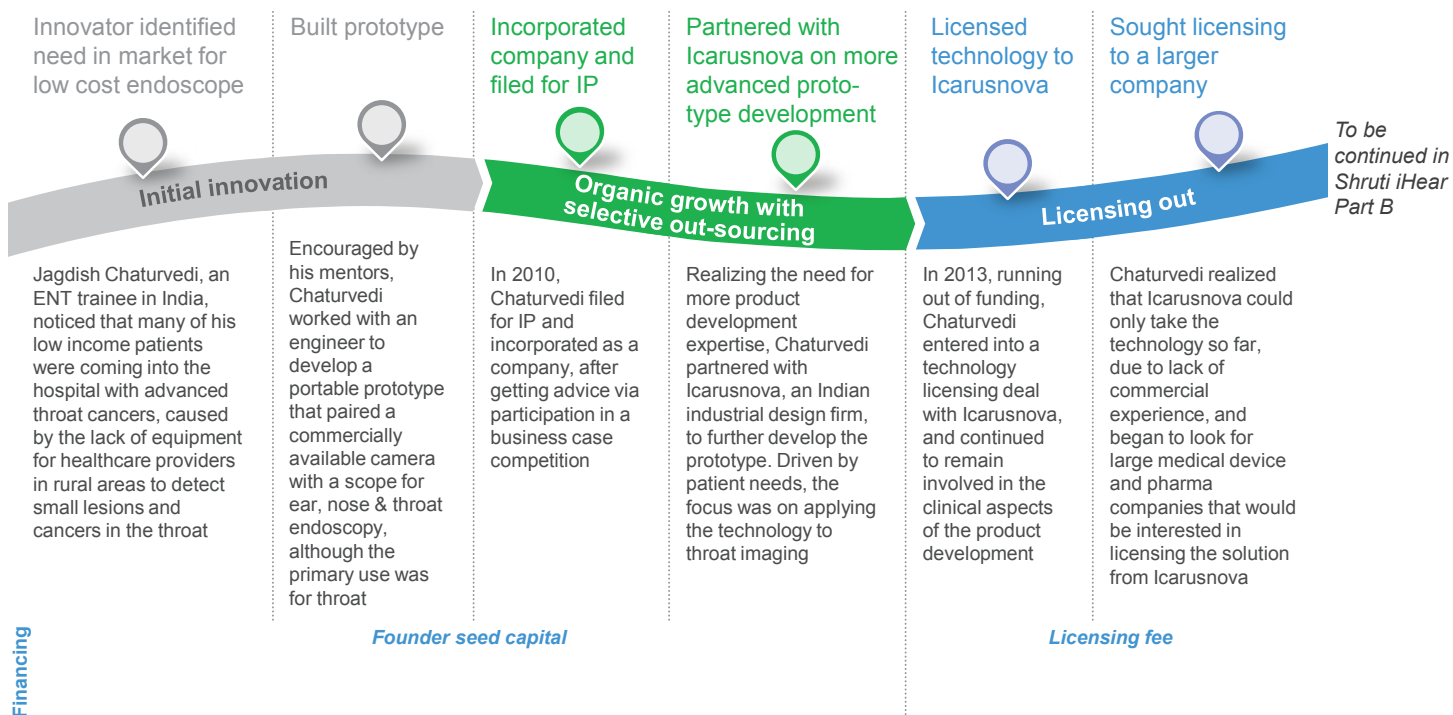 Innovator identified
need in market for
low cost endoscope
Built prototype
Incorporated
company and
filed for IP
Partnered with
Icarusnova on more
advanced proto-
type development
Licensed
technology to
Icarusnova
Sought licensing
to a larger
company
To be
continued in
Shruti iHear
Part B
Initial innovation
Organic growth with
selective out-sourcing
Licensing out
Jagdish Chaturvedi, an
ENT trainee in India,
noticed that many of his
low income patients
were coming into the
hospital with advanced
throat cancers, caused
by the lack of equipment
for healthcare providers
in rural areas to detect
small lesions and
cancers in the throat
Encouraged by
his mentors,
Chaturvedi
worked with an
engineer to
develop a
portable prototype
that paired a
commercially
available camera
with a scope for
ear, nose & throat
endoscopy,
although the
primary use was
for throat
In 2010,
Chaturvedi filed
for IP and
incorporated as a
company, after
getting advice via
participation in a
business case
competition
Realizing the need for
more product
development
expertise, Chaturvedi
partnered with
Icarusnova, an Indian
industrial design firm,
to further develop the
prototype. Driven by
patient needs, the
focus was on applying
the technology to
throat imaging
In 2013, running
out of funding,
Chaturvedi
entered into a
technology
licensing deal
with Icarusnova,
and continued
to remain
involved in the
clinical aspects
of the product
development
Chaturvedi realized
that Icarusnova could
only take the
technology so far,
due to lack of
commercial
experience, and
began to look for
large medical device
and pharma
companies that would
be interested in
licensing the solution
from Icarusnova
Financing
Founder seed capital
Licensing fee